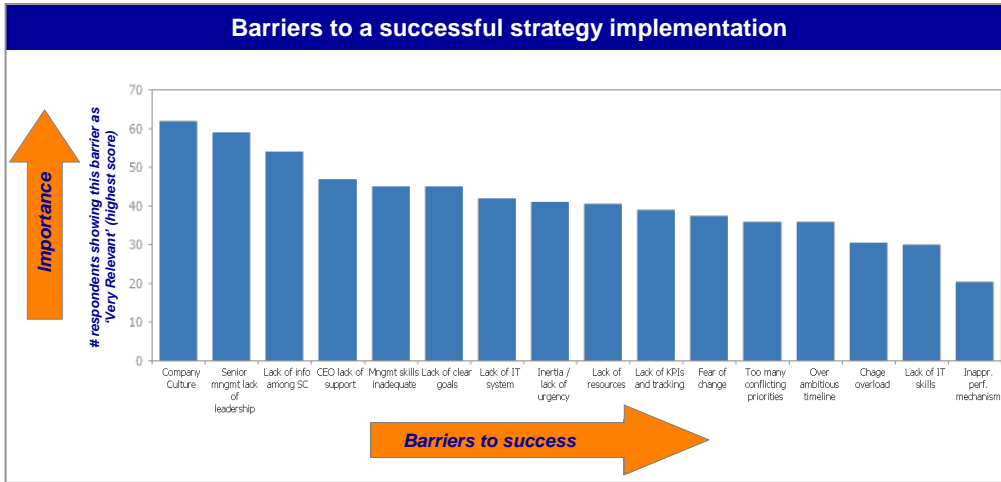 Barriers to a successful strategy implementation
Importance
# respondents showing this barrier as
‘Very Relevant’ (highest score)
70
60
50
40
30
20
10
0
Company
Culture
Senior
mngmt lack
of
leadership
Lack of info
among SC
CEO lack of
support
Mngmt skills
inadequate
Lack of clear
goals
Lack of IT
system
Inertia /
lack of
urgency
Lack of
resources
Lack of KPIs
and tracking
Fear of
change
Too many
conflicting
priorities
Over
ambitious
timeline
Chage
overload
Lack of IT
skills
Inappr.
perf.
mechanism
Barriers to success